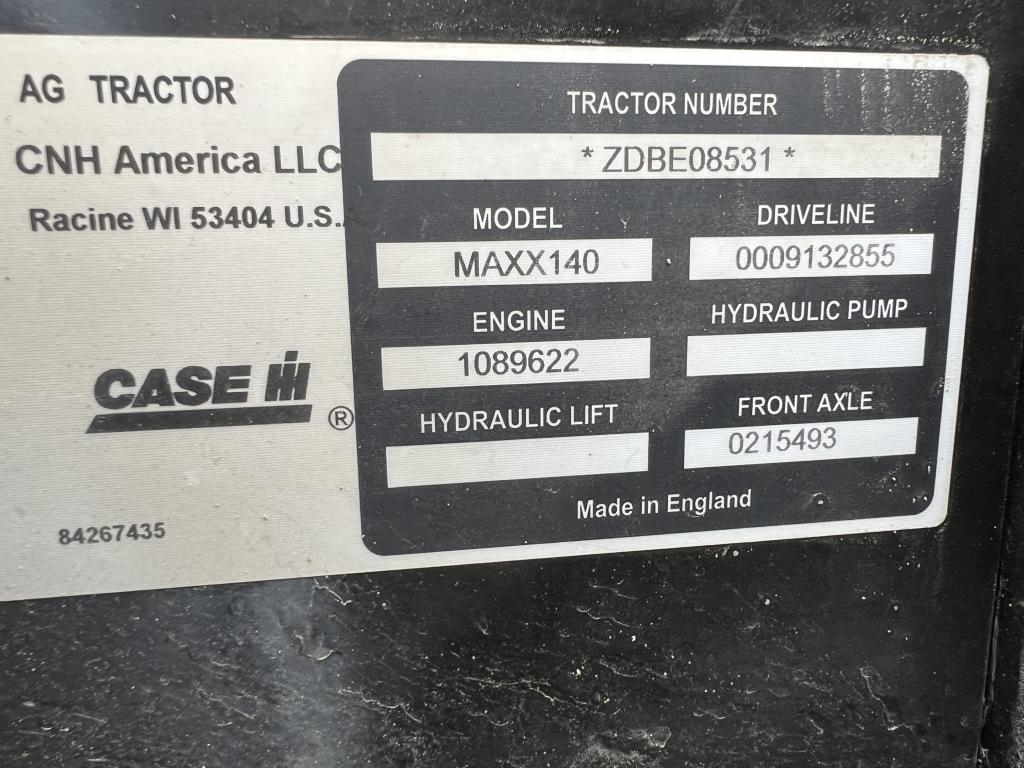 AG TRACTOR
CNH America LLC
Racine WI 53404 U.S.A
CASE IH
®
84267435
TRACTOR NUMBER
* ZDBE08531 *
MODEL
MAXX140
DRIVELINE
0009132855
ENGINE
1089622
HYDRAULIC PUMP
HYDRAULIC LIFT
FRONT AXLE
0215493
Made in England